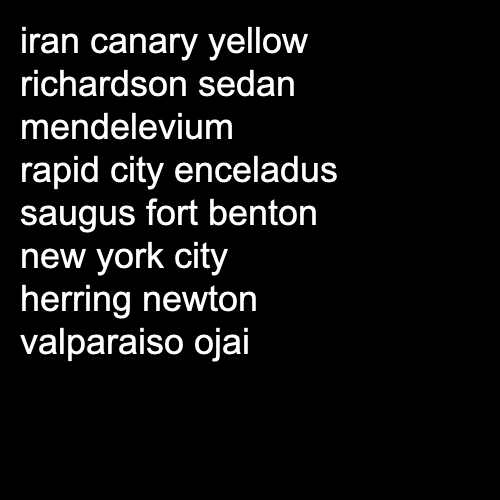 iran canary yellow
richardson sedan
mendelevium
rapid city enceladus
saugus fort benton
new york city
herring newton
valparaiso ojai